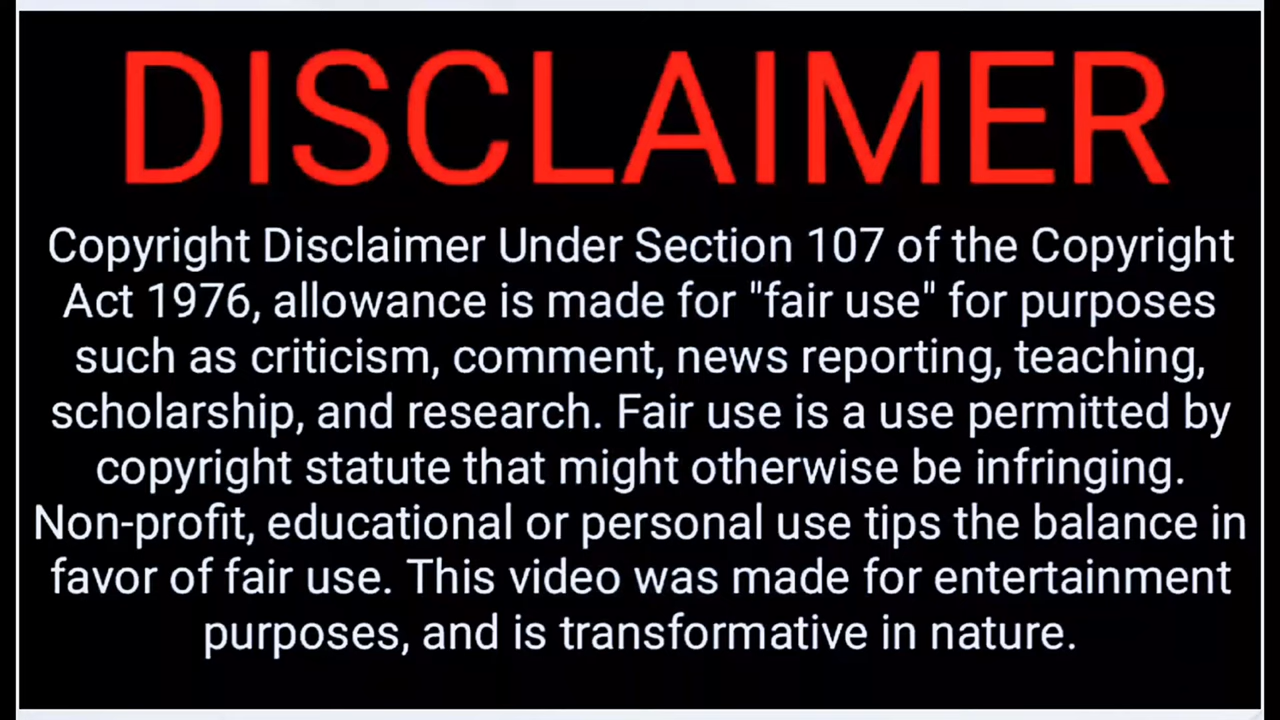 DISCLAIMER
Copyright Disclaimer Under Section 107 of the Copyright
Act 1976, allowance is made for "fair use" for purposes
such as criticism, comment, news reporting, teaching,
scholarship, and research. Fair use is a use permitted by
copyright statute that might otherwise be infringing.
Non-profit, educational or personal use tips the balance in
favor of fair use. This video was made for entertainment
purposes, and is transformative in nature.